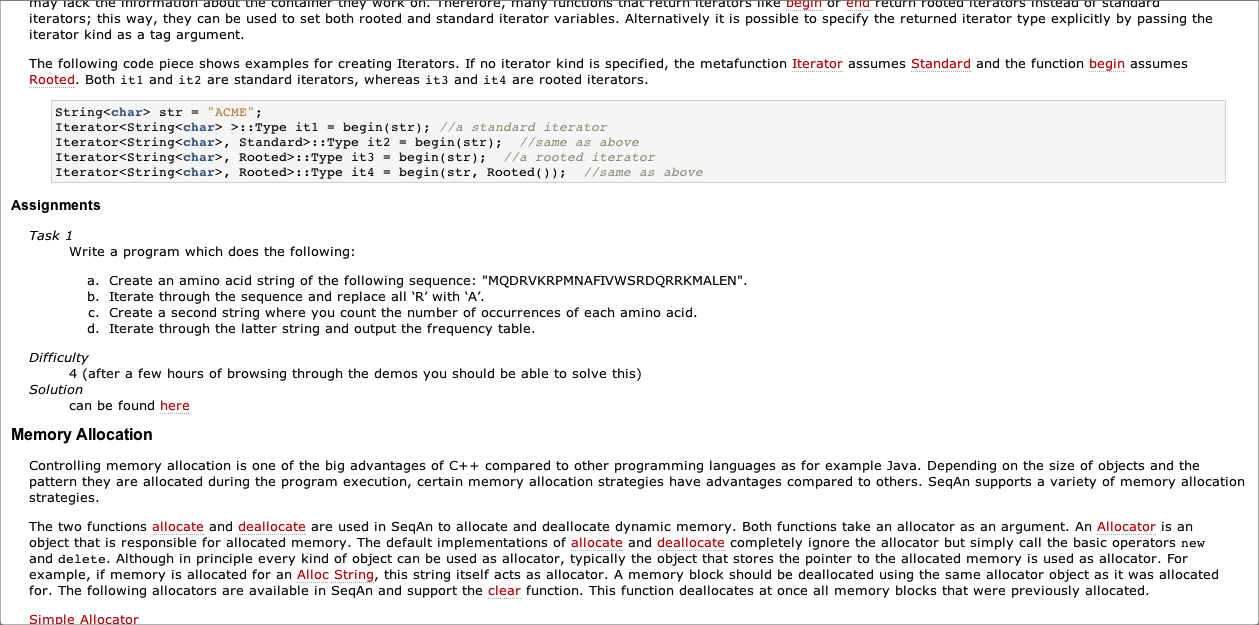 may lack the information about the container they work on. Therefore, many functions that return iterators like begin or end return rooted iterators instead of standard
iterators; this way, they can be used to set both rooted and standard iterator variables. Alternatively it is possible to specify the returned iterator type explicitly by passing the
iterator kind as a tag argument.
The following code piece shows examples for creating Iterators. If no iterator kind is specified, the metafunction Iterator assumes Standard and the function begin assumes
Rooted. Both it1 and it2 are standard iterators, whereas it3 and it4 are rooted iterators.
String<char> str = "ACME";
Iterator<String<char> >::Type it1 = begin(str); //a standard iterator
Iterator<String<char>, Standard>::Type it2 = begin(str);  //same as above
Iterator<String<char>, Rooted>::Type it3 = begin(str);  //a rooted iterator
Iterator<String<char>, Rooted>::Type it4 = begin(str, Rooted());  //same as above
Assignments
Task 1
Write a program which does the following:
a. Create an amino acid string of the following sequence: "MQDRVKRPMNAFIVWSRDQRRKMALEN".
b. Iterate through the sequence and replace all ‘R’ with ‘A’.
c. Create a second string where you count the number of occurrences of each amino acid.
d. Iterate through the latter string and output the frequency table.
Difficulty
4 (after a few hours of browsing through the demos you should be able to solve this)
Solution
can be found here
Memory Allocation
Controlling memory allocation is one of the big advantages of C++ compared to other programming languages as for example Java. Depending on the size of objects and the
pattern they are allocated during the program execution, certain memory allocation strategies have advantages compared to others. SeqAn supports a variety of memory allocation
strategies.
The two functions allocate and deallocate are used in SeqAn to allocate and deallocate dynamic memory. Both functions take an allocator as an argument. An Allocator is an
object that is responsible for allocated memory. The default implementations of allocate and deallocate completely ignore the allocator but simply call the basic operators new
and delete. Although in principle every kind of object can be used as allocator, typically the object that stores the pointer to the allocated memory is used as allocator. For
example, if memory is allocated for an Alloc String, this string itself acts as allocator. A memory block should be deallocated using the same allocator object as it was allocated
for. The following allocators are available in SeqAn and support the clear function. This function deallocates at once all memory blocks that were previously allocated.
Simple Allocator